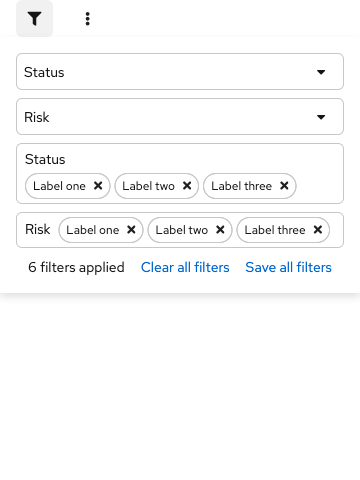 Status
Risk
Status
Label one Label two Label three
Risk Label one Label two Label three
6 filters applied Clear all filters Save all filters